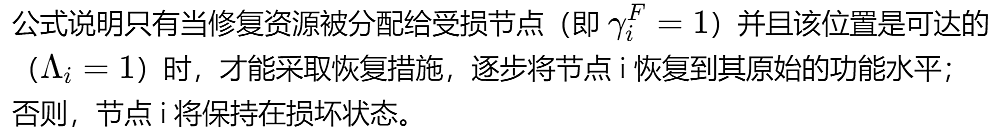 公式说明只有当修复资源被分配给受损节点（即 $\gamma_i^F = 1$）并且该位置是可达的
（$\Lambda_i = 1$）时，才能采取恢复措施，逐步将节点 i 恢复到其原始的功能水平；
否则，节点 i 将保持在损坏状态。